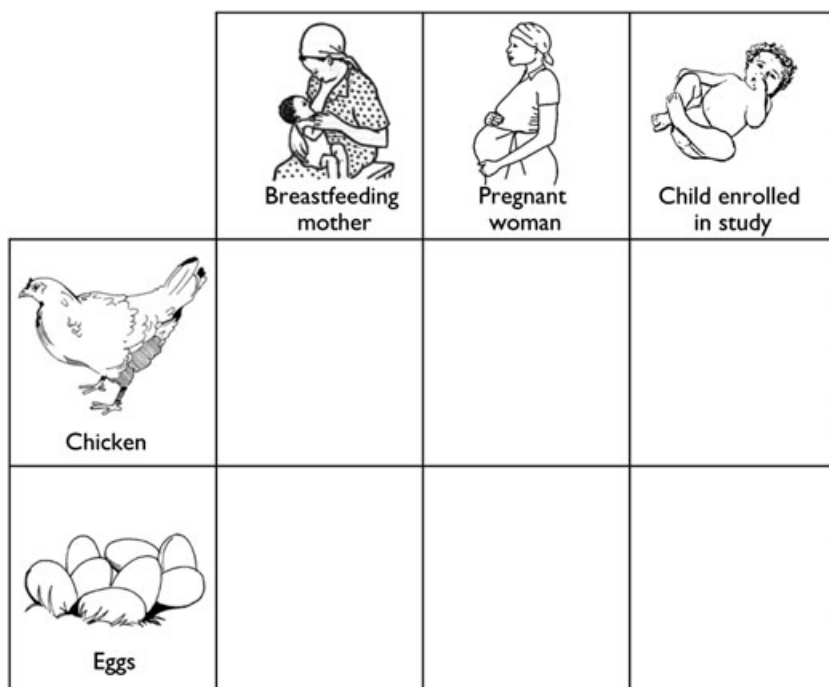 Breastfeeding
mother
Pregnant
woman
Child enrolled
in study
Chicken
Eggs